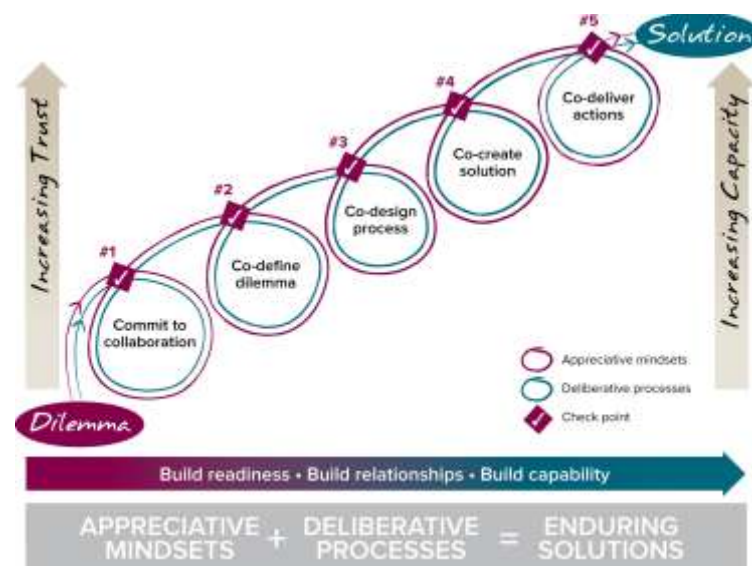 #5
Solution
#4
Co-deliver
actions
#3
Co-create
solution
#2
Co-design
process
#1
Co-define
dilemma
Commit to
collaboration
Increasing Trust
Increasing Capacity
Appreciative mindsets
Deliberative processes
Check point
Dilemma
Build readiness • Build relationships • Build capability
APPRECIATIVE
MINDSETS
+
DELIBERATIVE
PROCESSES
=
ENDURING
SOLUTIONS